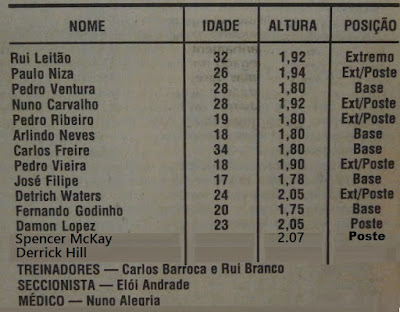 NOME IDADE ALTURA POSIÇÃO
Rui Leitão 32 1,92 Extremo
Paulo Niza 26 1,94 Ext/Poste
Pedro Ventura 28 1,80 Base
Nuno Carvalho 28 1,92 Ext/Poste
Pedro Ribeiro 19 1,80 Ext/Poste
Arlindo Neves 18 1,80 Base
Carlos Freire 34 1,80 Base
Pedro Vieira 18 1,90 Ext/Poste
José Filipe 17 1,78 Base
Detrich Waters 24 2,05 Ext/Poste
Fernando Godinho 20 1,75 Base
Damon Lopez 23 2,05 Poste
Spencer McKay 2.07 Poste
Derrick Hill
TREINADORES — Carlos Barroca e Rui Branco
SECCIONISTA — Elói Andrade
MÉDICO — Nuno Alegria